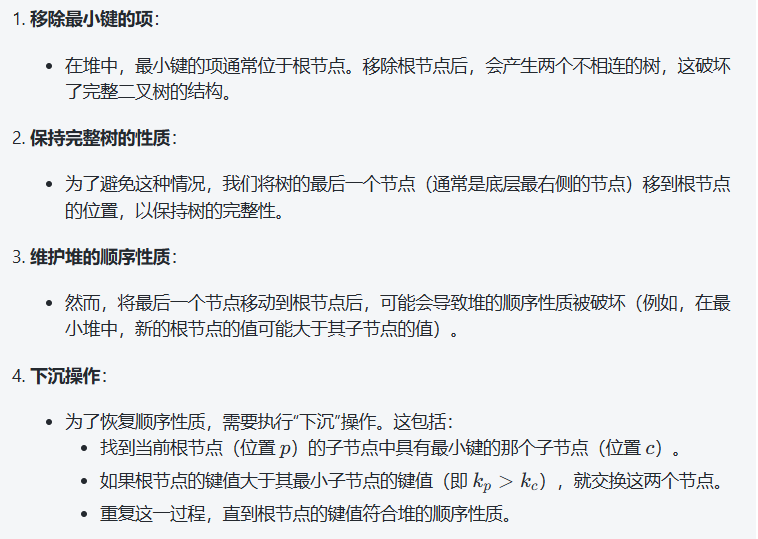 1. 移除最小键的项：
• 在堆中，最小键的项通常位于根节点。移除根节点后，会产生两个不相连的树，这破坏
了完整二叉树的结构。
2. 保持完整树的性质：
• 为了避免这种情况，我们将树的最后一个节点（通常是底层最右侧的节点）移到根节点
的位置，以保持树的完整性。
3. 维护堆的顺序性质：
• 然而，将最后一个节点移动到根节点后，可能会导致堆的顺序性质被破坏（例如，在最
小堆中，新的根节点的值可能大于其子节点的值）。
4. 下沉操作：
• 为了恢复顺序性质，需要执行“下沉”操作。这包括：
• 找到当前根节点（位置 p）的子节点中具有最小键的那个子节点（位置 c）。
• 如果根节点的键值大于其最小子节点的键值（即 kₚ > k_c），就交换这两个节点。
• 重复这一过程，直到根节点的键值符合堆的顺序性质。